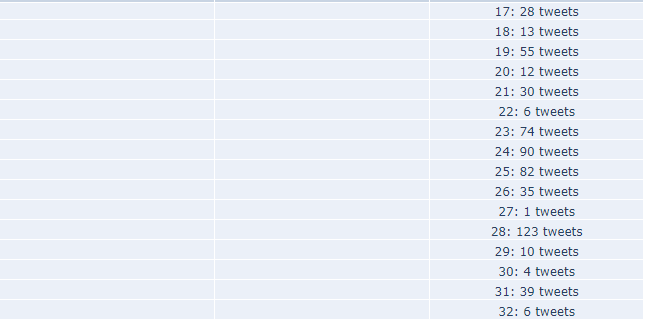 17: 28 tweets
18: 13 tweets
19: 55 tweets
20: 12 tweets
21: 30 tweets
22: 6 tweets
23: 74 tweets
24: 90 tweets
25: 82 tweets
26: 35 tweets
27: 1 tweets
28: 123 tweets
29: 10 tweets
30: 4 tweets
31: 39 tweets
32: 6 tweets